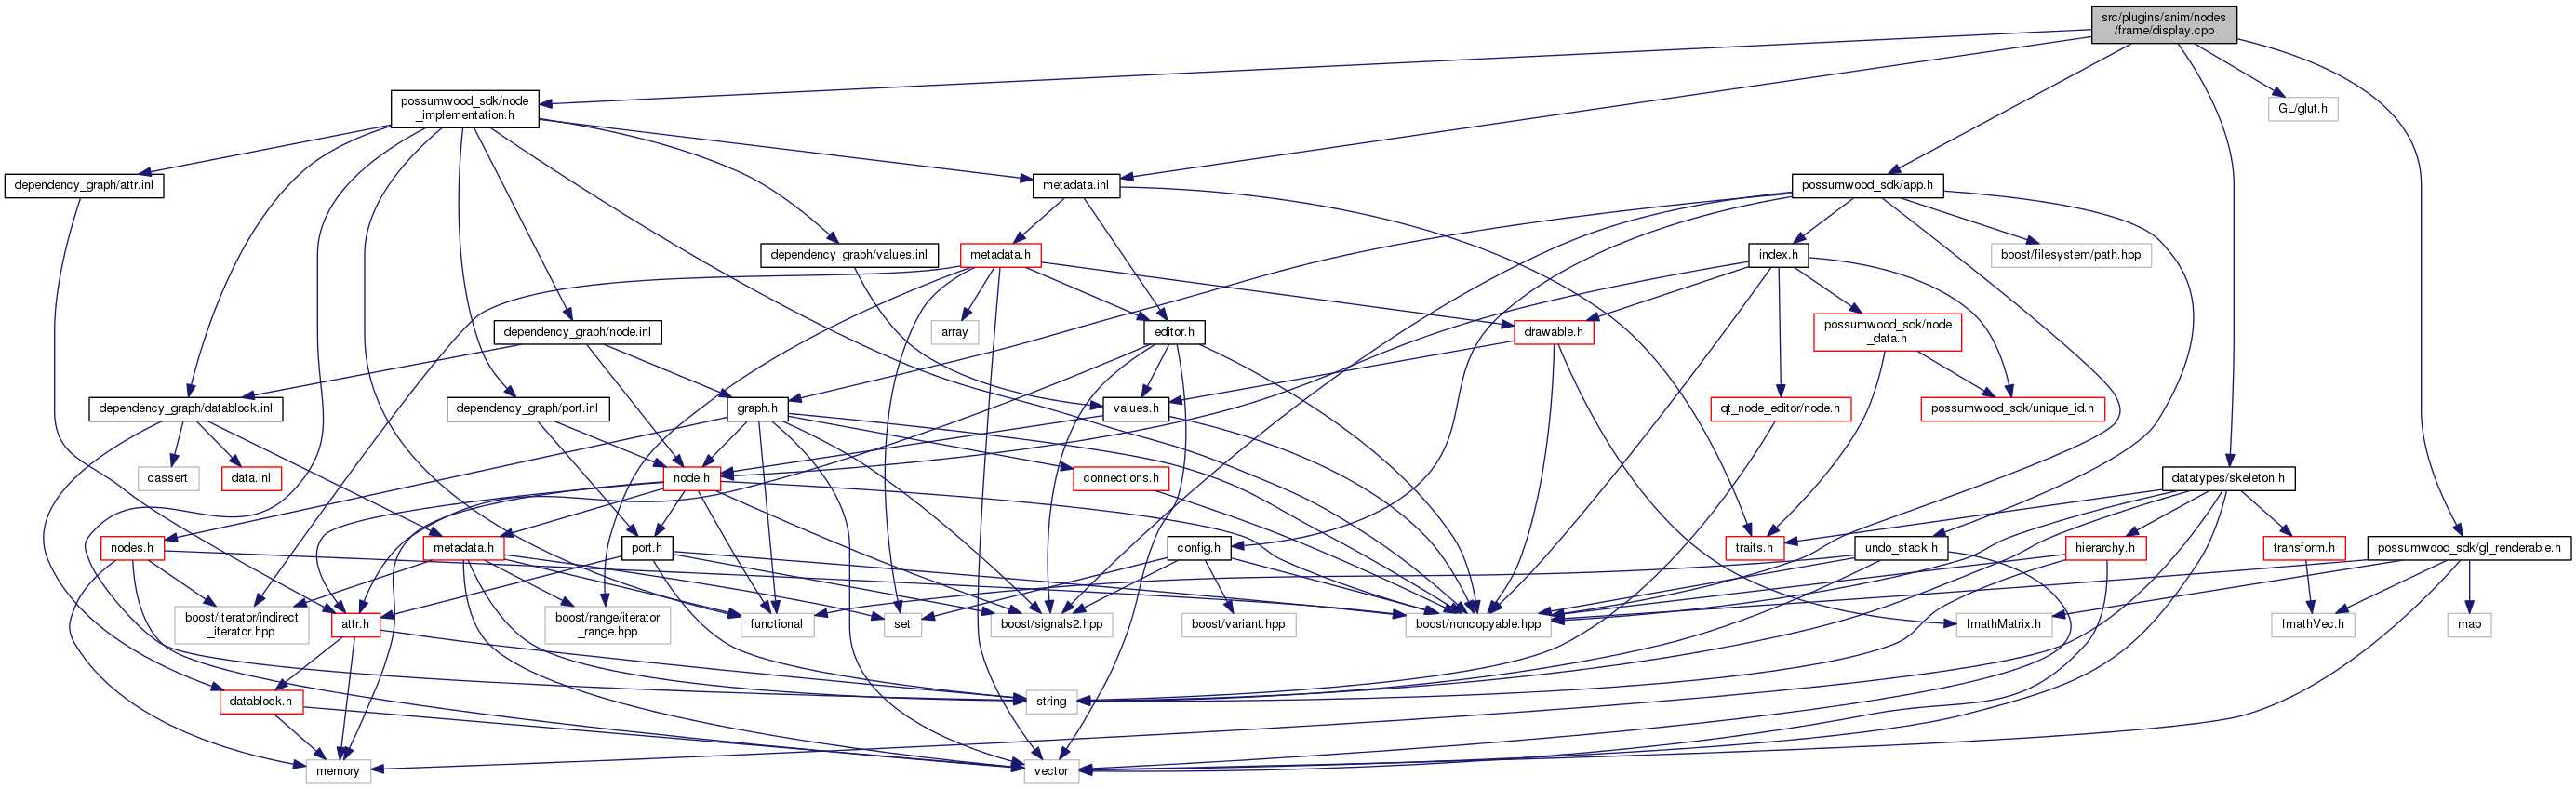 src/plugins/anim/nodes
/frame/display.cpp
possumwood_sdk/node
_implementation.h
GL/glut.h
dependency_graph/attr.inl
metadata.inl
possumwood_sdk/app.h
dependency_graph/values.inl
metadata.h
index.h
boost/filesystem/path.hpp
dependency_graph/node.inl
array
editor.h
drawable.h
possumwood_sdk/node
_data.h
dependency_graph/datablock.inl
dependency_graph/port.inl
graph.h
values.h
qt_node_editor/node.h
possumwood_sdk/unique_id.h
cassert
data.inl
node.h
connections.h
datatypes/skeleton.h
nodes.h
metadata.h
port.h
config.h
traits.h
undo_stack.h
hierarchy.h
transform.h
possumwood_sdk/gl_renderable.h
boost/iterator/indirect
_iterator.hpp
attr.h
boost/range/iterator
_range.hpp
functional
set
boost/signals2.hpp
boost/variant.hpp
boost/noncopyable.hpp
ImathMatrix.h
ImathVec.h
map
datablock.h
string
memory
vector